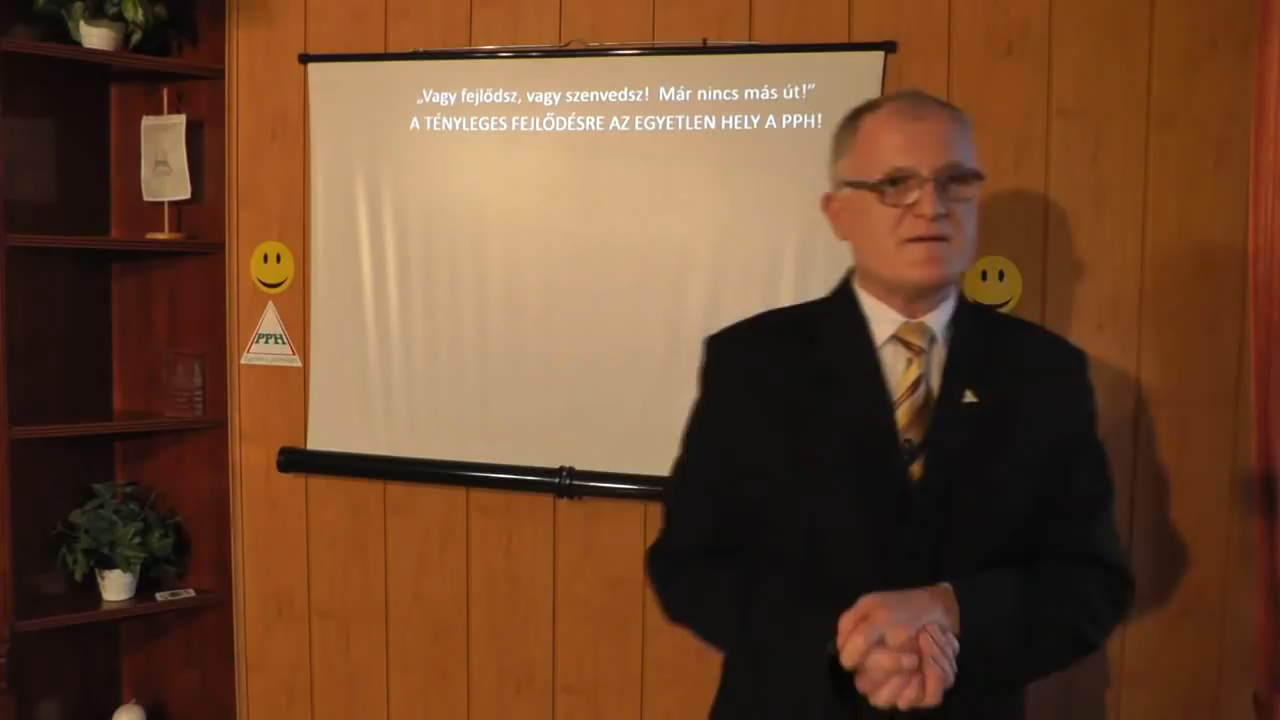 „Vagy fejlődsz, vagy szenvedsz! Már nincs más út!”
A TÉNYLEGES FEJLŐDÉSRE AZ EGYETLEN HELY A PPH!
PPH